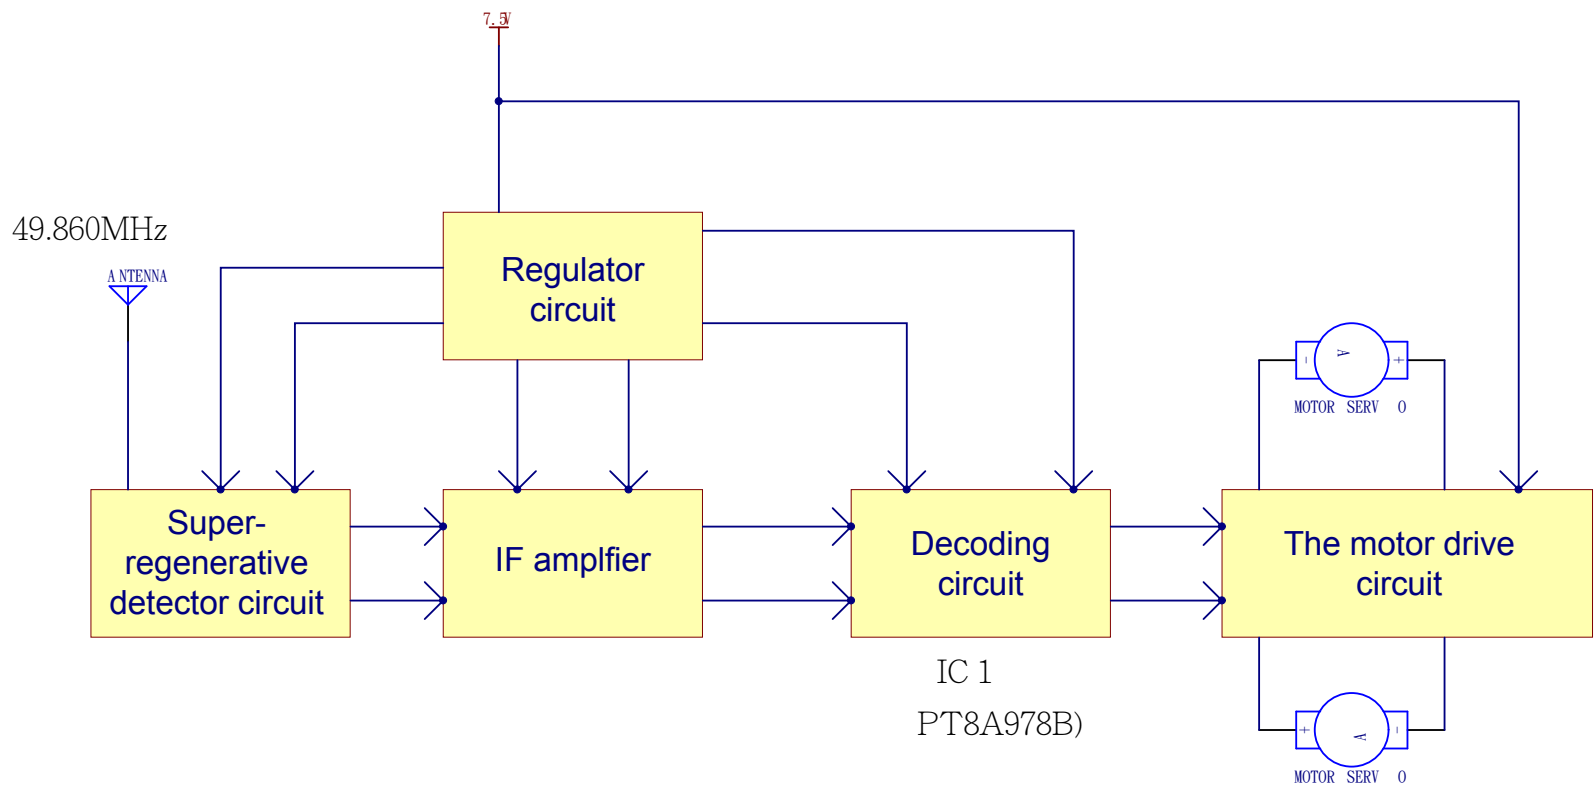 7.5V
49.860MHz
ANTENNA
Regulator
circuit
- A +
MOTOR SERVO
Super-
regenerative
detector circuit
IF amplfier
Decoding
circuit
The motor drive
circuit
IC 1
PT8A978B)
+ A -
MOTOR SERVO